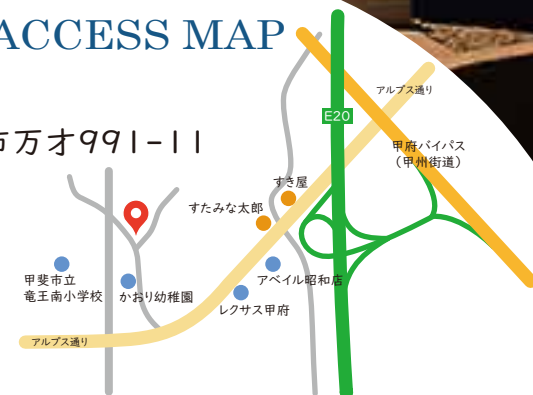 ACCESS MAP
市万才991-11
アルプス通り
E20
甲府バイパス
（甲州街道）
すき屋
すたみな太郎
アベイル昭和店
甲斐市立
竜王南小学校
かおり幼稚園
レクサス甲府
アルプス通り